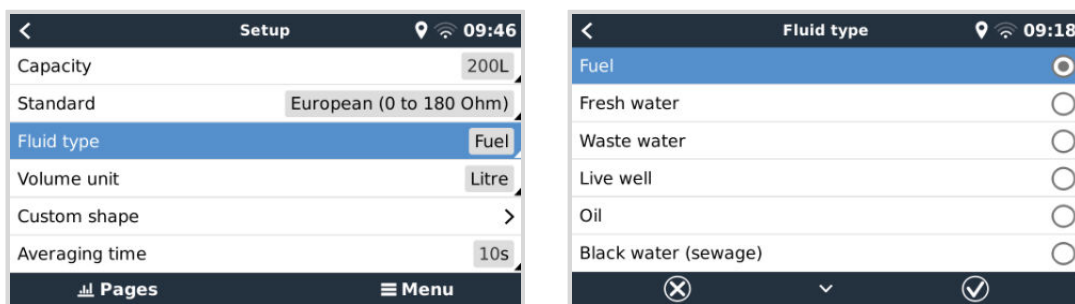 Setup 09:46
Capacity 200L
Standard European (0 to 180 Ohm)
Fluid type Fuel
Volume unit Litre
Custom shape
Averaging time 10s
Pages Menu
Fluid type 09:18
Fuel
Fresh water
Waste water
Live well
Oil
Black water (sewage)